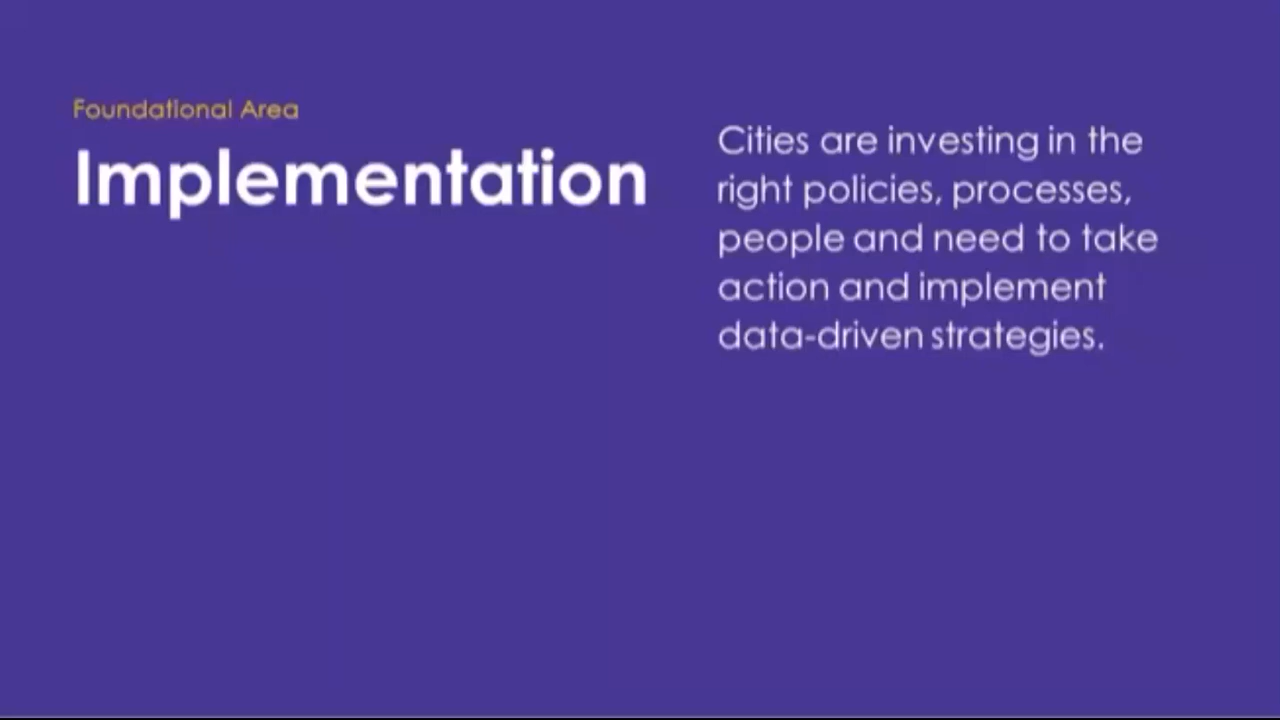 Foundational Area
Implementation
Cities are investing in the
right policies, processes,
people and need to take
action and implement
data-driven strategies.